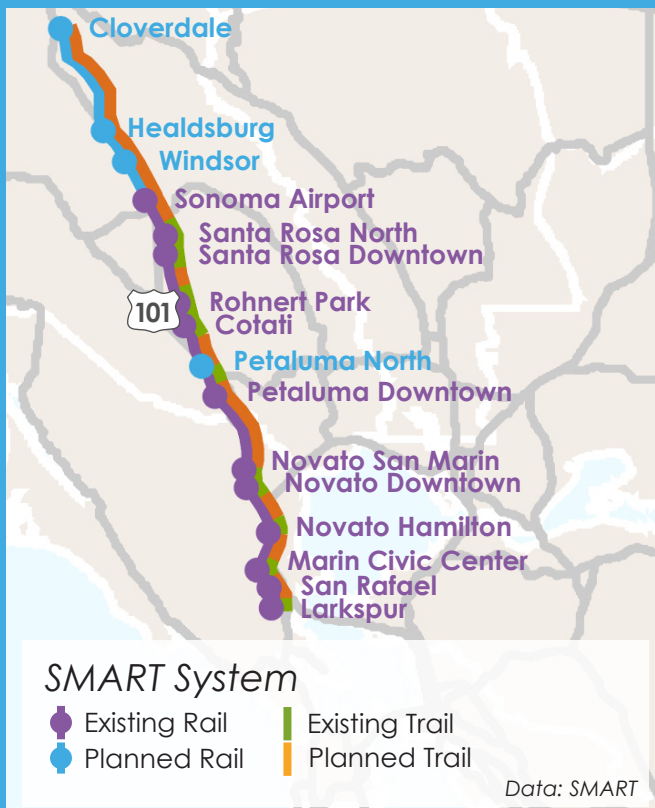 Cloverdale
Healdsburg
Windsor
Sonoma Airport
Santa Rosa North
Santa Rosa Downtown
Rohnert Park
101
Cotati
Petaluma North
Petaluma Downtown
Novato San Marin
Novato Downtown
Novato Hamilton
Marin Civic Center
San Rafael
Larkspur
SMART System
Existing Rail
Existing Trail
Planned Rail
Planned Trail
Data: SMART